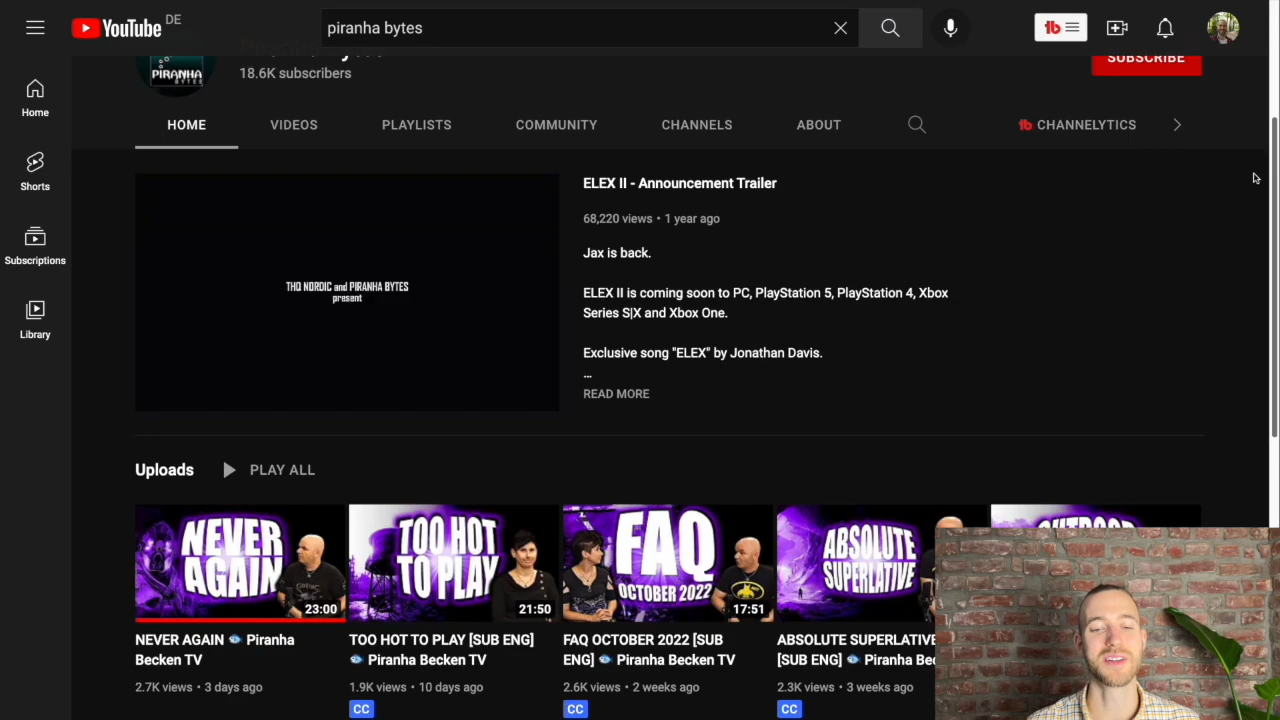 YouTube
DE
piranha bytes
PIRANHA
BYTES
18.6K subscribers
SUBSCRIBE
Home
Shorts
Subscriptions
Library
HOME
VIDEOS
PLAYLISTS
COMMUNITY
CHANNELS
ABOUT
CHANNELYTICS
THQ NORDIC and PIRANHA BYTES
present
ELEX II - Announcement Trailer
68,220 views • 1 year ago
Jax is back.
ELEX II is coming soon to PC, PlayStation 5, PlayStation 4, Xbox
Series S|X and Xbox One.
Exclusive song "ELEX" by Jonathan Davis.
...
READ MORE
Uploads
PLAY ALL
NEVER
AGAIN
23:00
NEVER AGAIN 👁 Piranha
Becken TV
2.7K views • 3 days ago
TOO HOT
TO PLAY
21:50
TOO HOT TO PLAY [SUB ENG]
👁 Piranha Becken TV
1.9K views • 10 days ago
CC
FAQ
OCTOBER 2022
17:51
FAQ OCTOBER 2022 [SUB
ENG] 👁 Piranha Becken TV
2.6K views • 2 weeks ago
CC
ABSOLUTE
SUPERLATIVE
ABSOLUTE SUPERLATIVE
[SUB ENG] 👁 Piranha Be
2.3K views • 3 weeks ago
CC